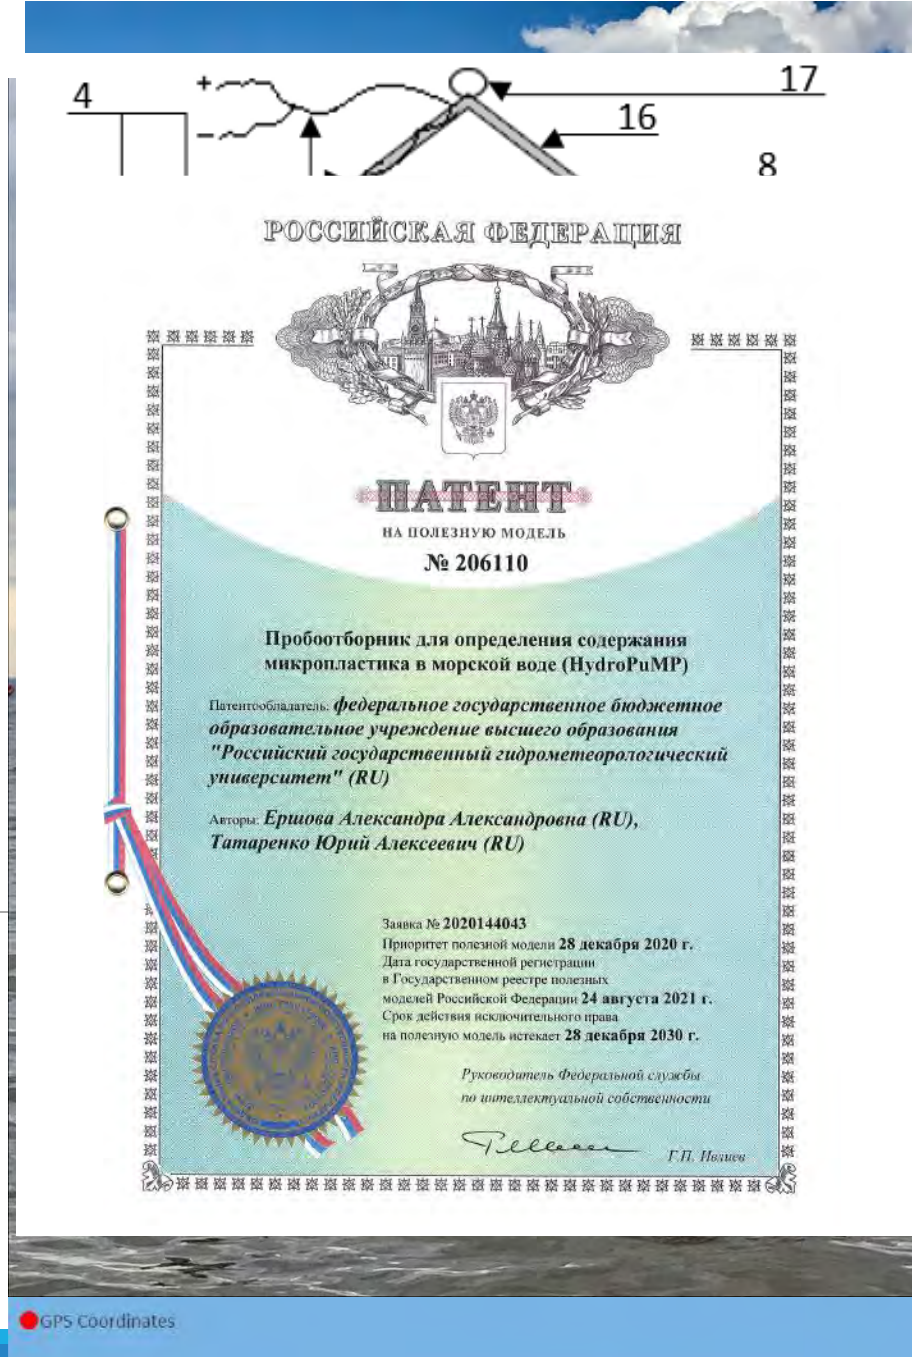 4
+
17
16
–
8
РОССИЙСКАЯ ФЕДЕРАЦИЯ
ПАТЕНТ
НА ПОЛЕЗНУЮ МОДЕЛЬ
№ 206110
Пробоотборник для определения содержания
микропластика в морской воде (HydroPuMP)
Патентообладатель: федеральное государственное бюджетное
образовательное учреждение высшего образования
"Российский государственный гидрометеорологический
университет" (RU)
Авторы: Ершова Александра Александровна (RU),
Татаренко Юрий Алексеевич (RU)
Заявка № 2020144043
Приоритет полезной модели 28 декабря 2020 г.
Дата государственной регистрации
в Государственном реестре полезных
моделей Российской Федерации 24 августа 2021 г.
Срок действия исключительного права
на полезную модель истекает 28 декабря 2030 г.
Руководитель Федеральной службы
по интеллектуальной собственности
Г.П. Ивлиев
GPS Coordinates